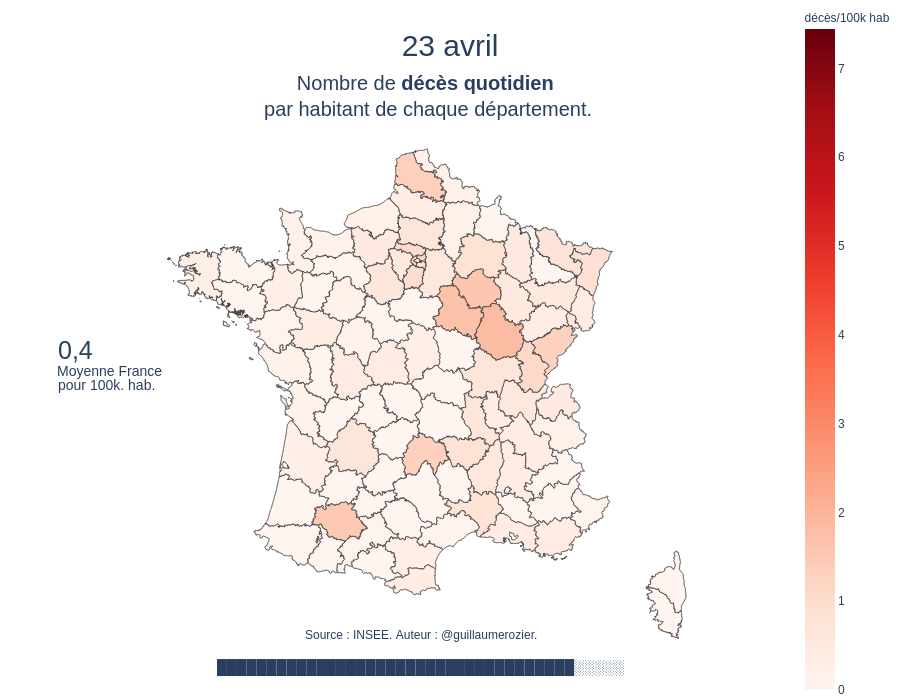 décès/100k hab
23 avril
Nombre de décès quotidien
par habitant de chaque département.
7
6
5
4
3
2
1
0
0,4
Moyenne France
pour 100k. hab.
Source : INSEE. Auteur : @guillaumerozier.